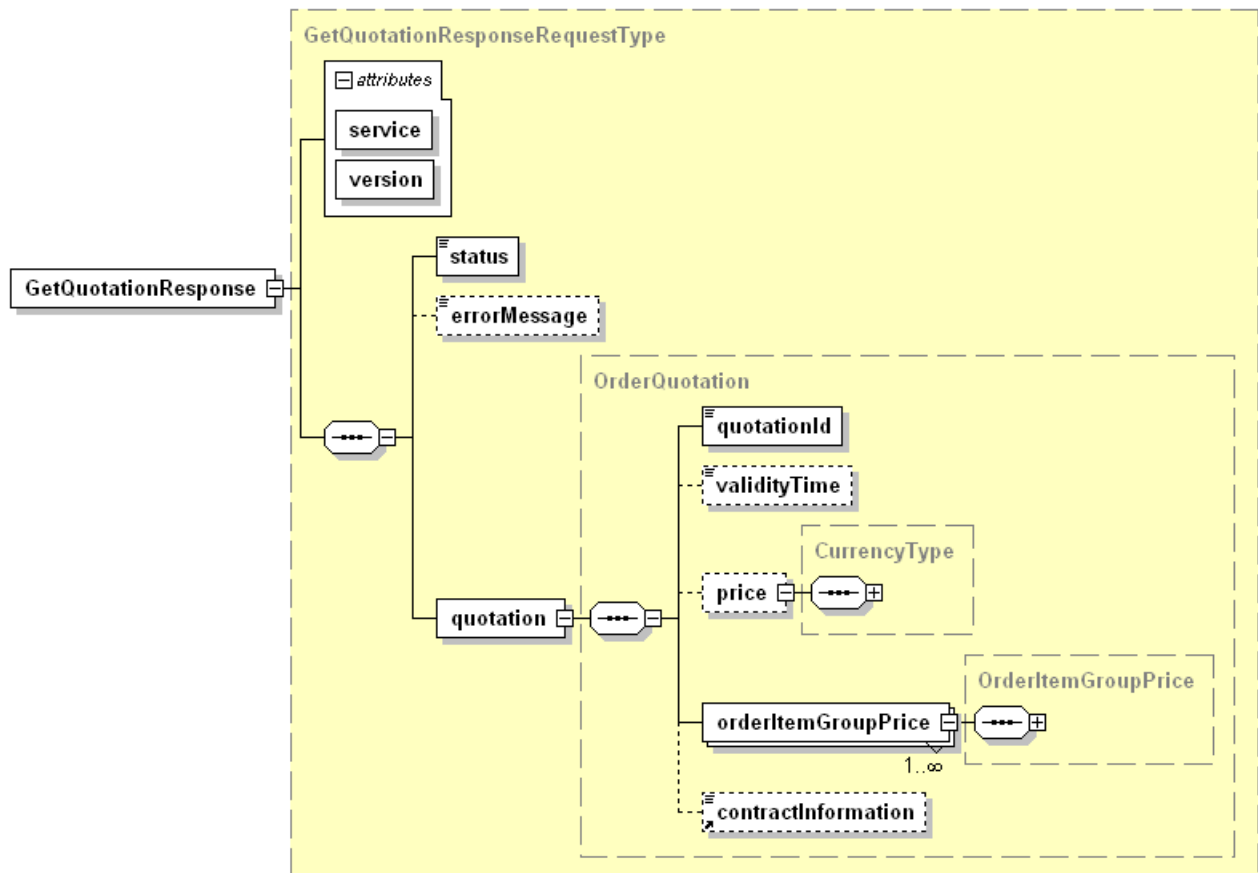 GetQuotationResponseRequestType
attributes
service
version
GetQuotationResponse
status
errorMessage
OrderQuotation
quotationId
validityTime
CurrencyType
price
quotation
OrderItemGroupPrice
orderItemGroupPrice
1..∞
contractInformation